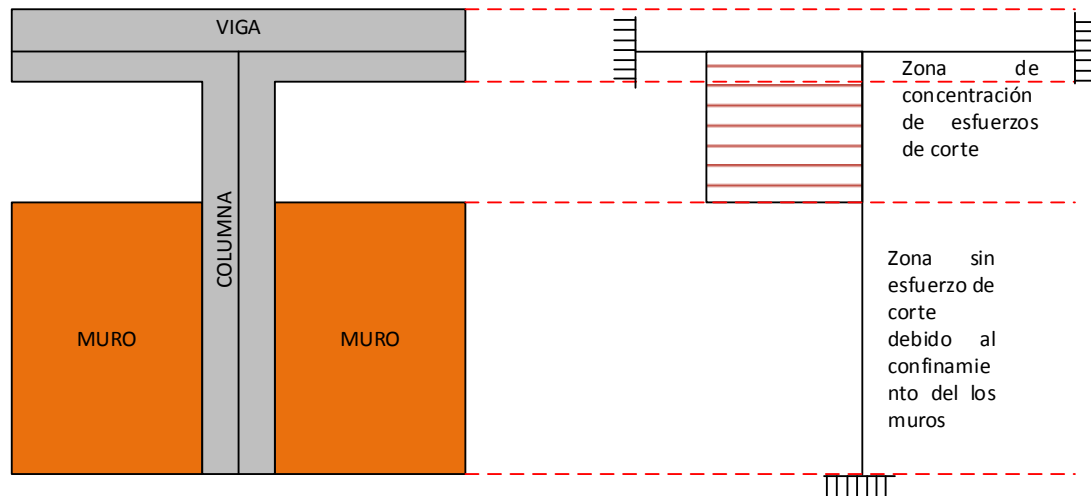 VIGA
COLUMNA
MURO
MURO
Zona de
concentración
de esfuerzos
de corte
Zona sin
esfuerzo de
corte
debido al
confinamie
nto del los
muros